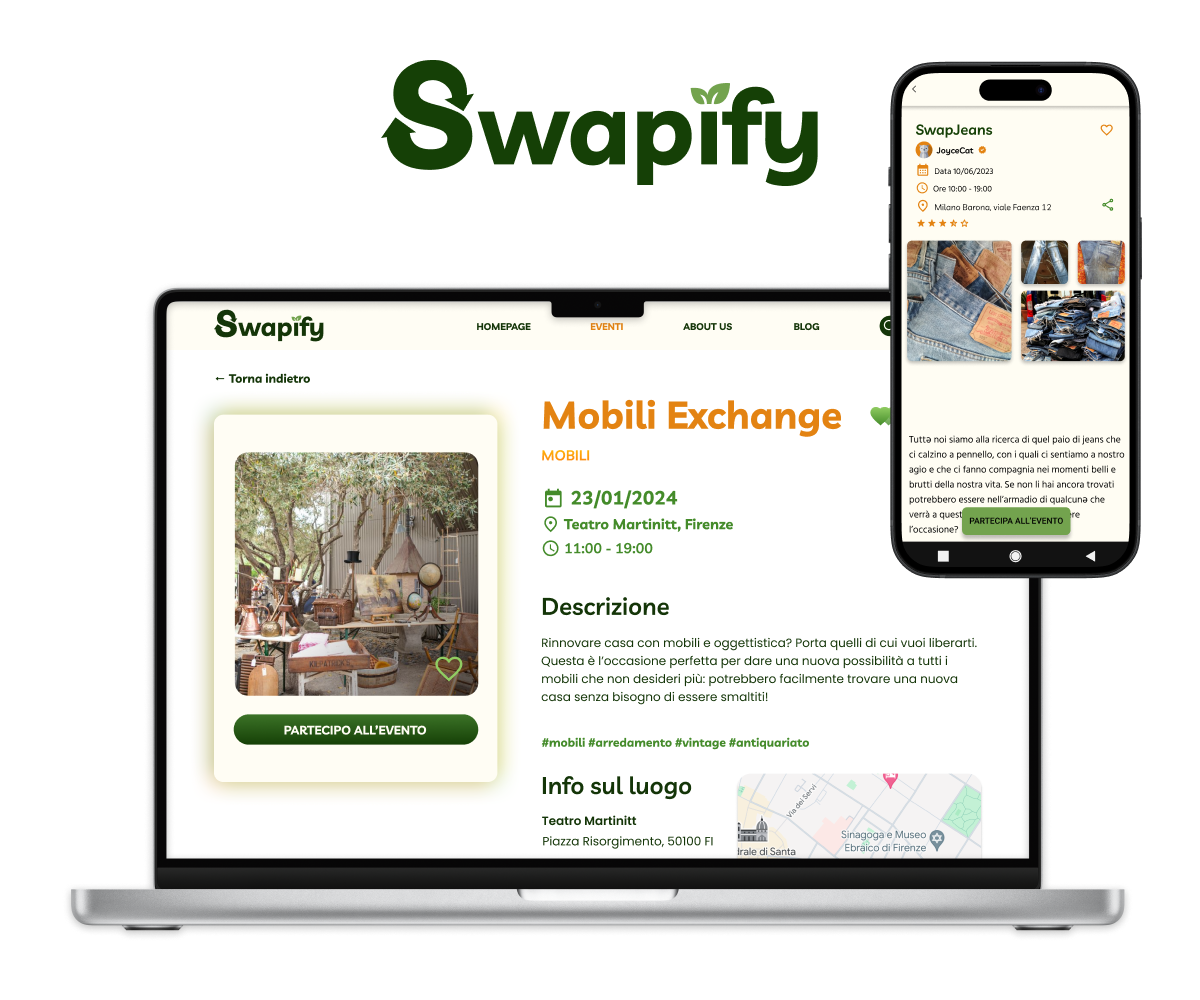 Swapify
SwapJeans
JoyceCat
Data 10/06/2023
Ore 10:00 - 19:00
Milano Barona, viale Faenza 12
Tuttə noi siamo alla ricerca di quel paio di jeans che
ci calzino a pennello, con i quali ci sentiamo a nostro
agio e che ci fanno compagnia nei momenti belli e
brutti della nostra vita. Se non li hai ancora trovati
potrebbero essere nell'armadio di qualcunə che
verrà a quest ere
l'occasione?
PARTECIPA ALL'EVENTO
Swapify
HOMEPAGE EVENTI ABOUT US BLOG
← Torna indietro
KILPATRICK'S
PARTECIPO ALL'EVENTO
Mobili Exchange
MOBILI
23/01/2024
Teatro Martinitt, Firenze
11:00 - 19:00
Descrizione
Rinnovare casa con mobili e oggettistica? Porta quelli di cui vuoi liberarti.
Questa è l'occasione perfetta per dare una nuova possibilità a tutti i
mobili che non desideri più: potrebbero facilmente trovare una nuova
casa senza bisogno di essere smaltiti!
#mobili #arredamento #vintage #antiquariato
Info sul luogo
Teatro Martinitt
Piazza Risorgimento, 50100 FI
Via dei Servi
Sinagoga e Museo
Ebraico di Firenze
drale di Santa